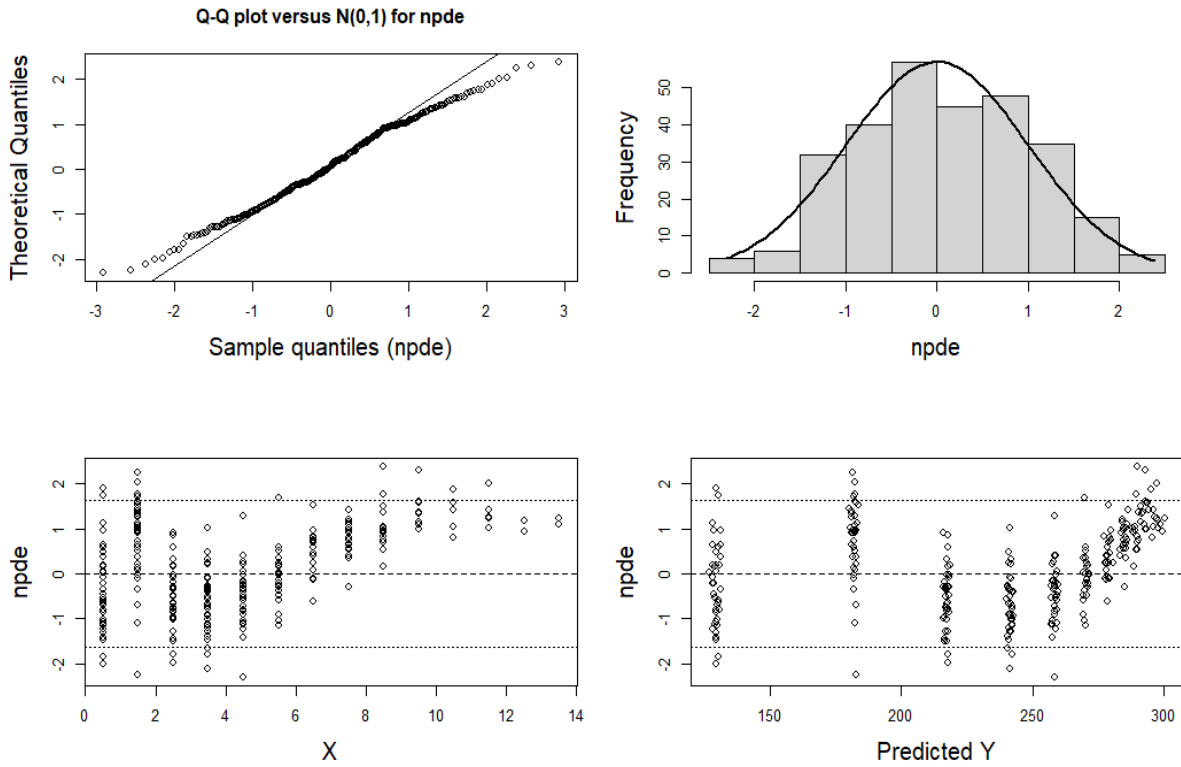 Q-Q plot versus N(0,1) for npde
Theoretical Quantiles
2
1
0
-1
-2
-3 -2 -1 0 1 2 3
Sample quantiles (npde)
Frequency
50
40
30
20
10
0
-2 -1 0 1 2
npde
npde
2
1
0
-1
-2
0 2 4 6 8 10 12 14
X
npde
2
1
0
-1
-2
150 200 250 300
Predicted Y